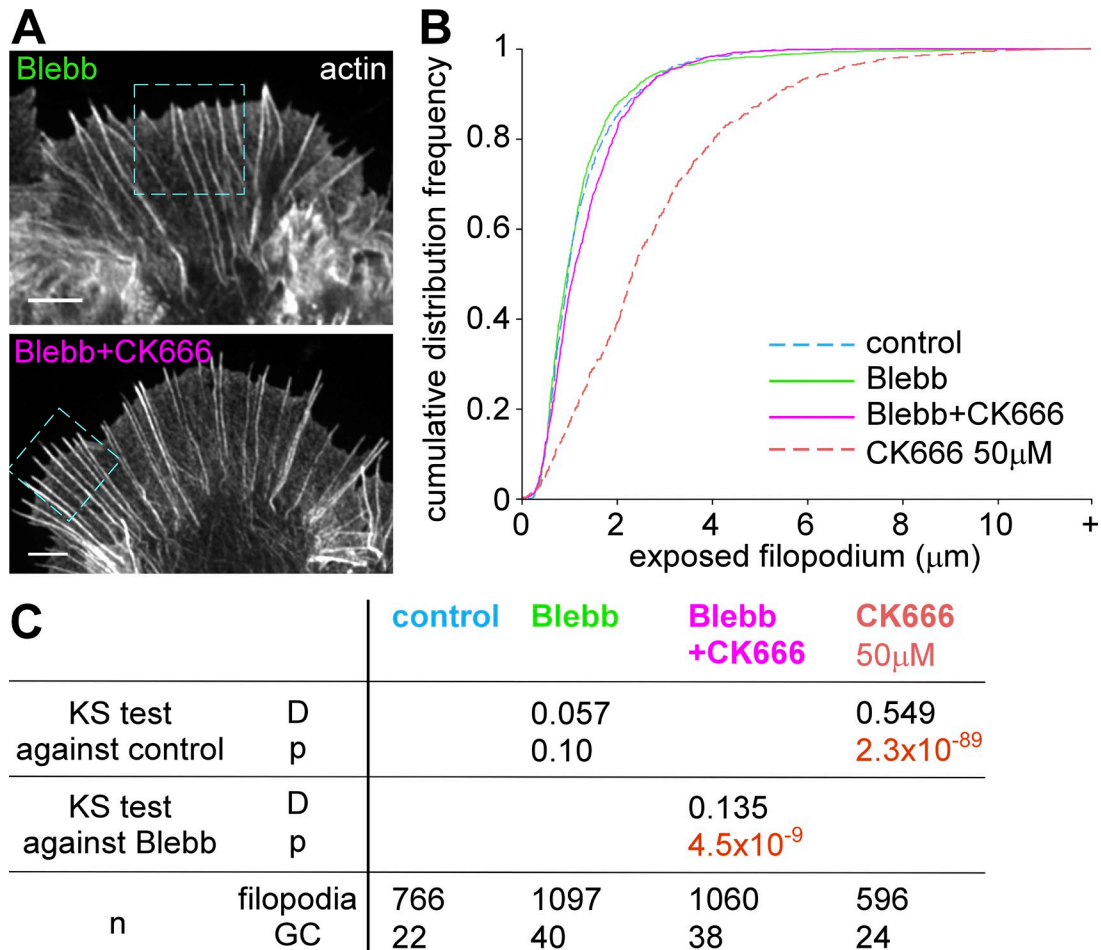 A
Blebb
actin
Blebb+CK666
B
cumulative distribution frequency
1
0.8
0.6
0.4
0.2
0
0
2
4
6
8
10
+
exposed filopodium (μm)
control
Blebb
Blebb+CK666
CK666 50μM
C
control Blebb Blebb CK666
+CK666 50μM
KS test D 0.057 0.549
against control p 0.10 2.3x10⁻⁸⁹
KS test D 0.135
against Blebb p 4.5x10⁻⁹
n
filopodia 766 1097 1060 596
GC 22 40 38 24